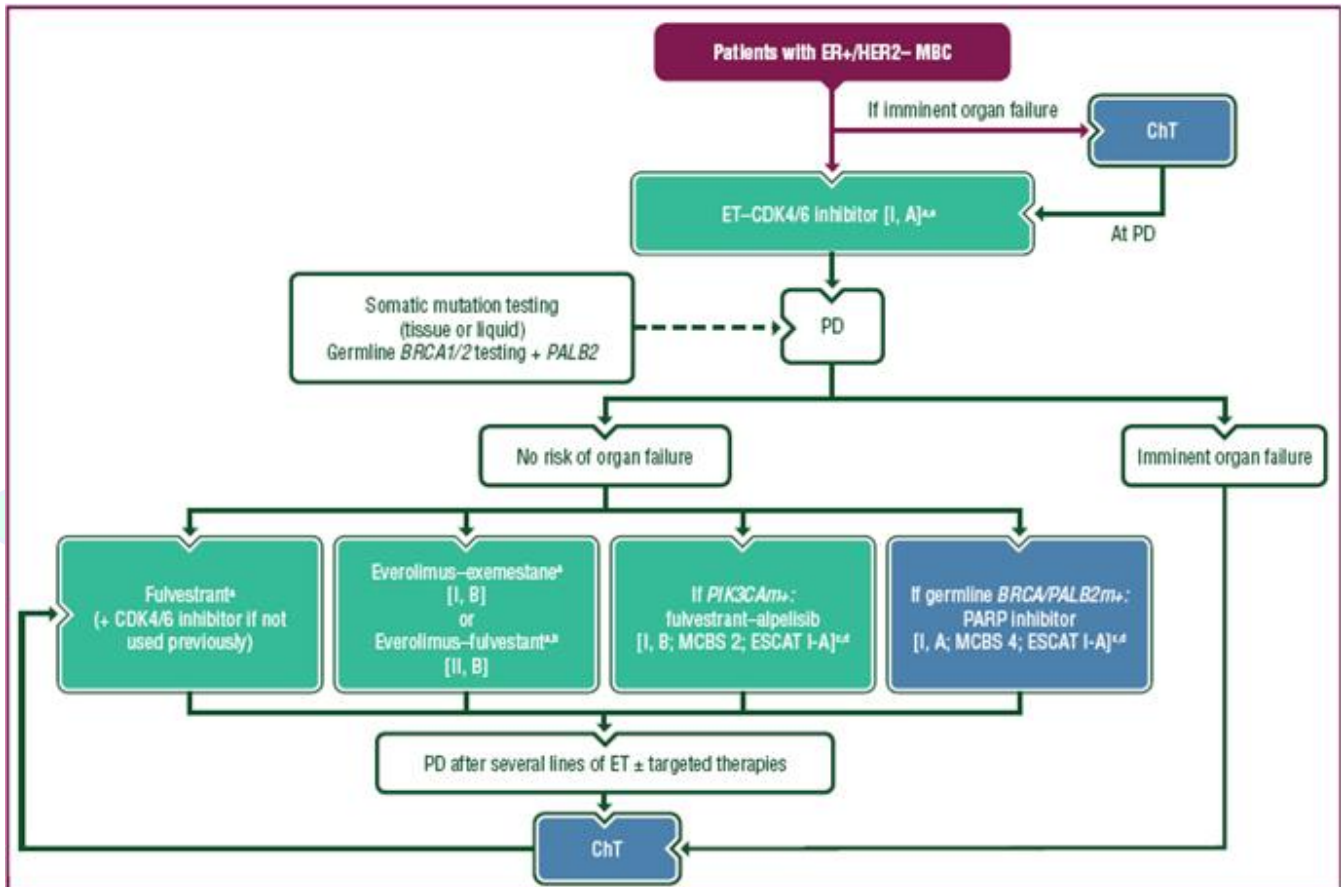 Patients with ER+/HER2– MBC
If imminent organ failure
ChT
ET–CDK4/6 inhibitor [I, A]ᵃ,ᵉ
At PD
Somatic mutation testing
(tissue or liquid)
Germline BRCA1/2 testing + PALB2
PD
No risk of organ failure
Imminent organ failure
Fulvestrantᵃ
(+ CDK4/6 inhibitor if not
used previously)
Everolimus–exemestaneᵃ
[I, B]
or
Everolimus–fulvestantᵃ,ᵇ
[II, B]
If PIK3CAm+:
fulvestrant–alpelisib
[I, B; MCBS 2; ESCAT I-A]ᶜ,ᵈ
If germline BRCA/PALB2m+:
PARP inhibitor
[I, A; MCBS 4; ESCAT I-A]ᶜ,ᵈ
PD after several lines of ET ± targeted therapies
ChT